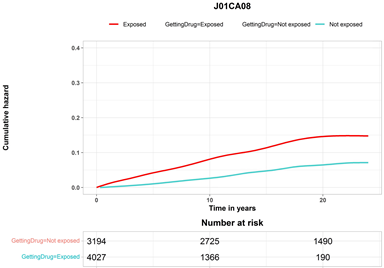 J01CA08
Exposed GettingDrug=Exposed GettingDrug=Not exposed Not exposed
Cumulative hazard
0.4
0.3
0.2
0.1
0.0
0 10 20
Time in years
Number at risk
GettingDrug=Not exposed 3194 2725 1490
GettingDrug=Exposed 4027 1366 190